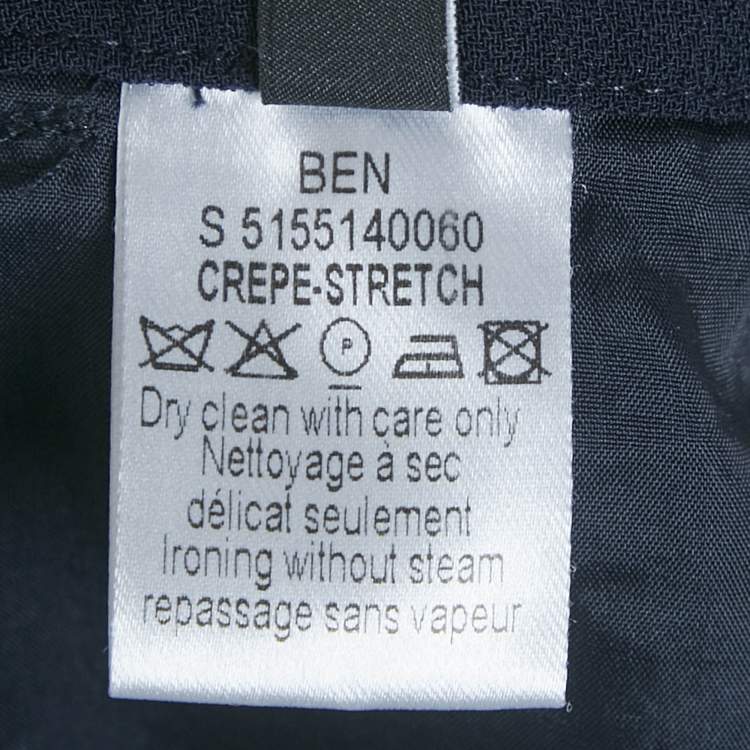 BEN
S 5155140060
CREPE-STRETCH
P
Dry clean with care only
Nettoyage à sec
délicat seulement
Ironing without steam
repassage sans vapeur